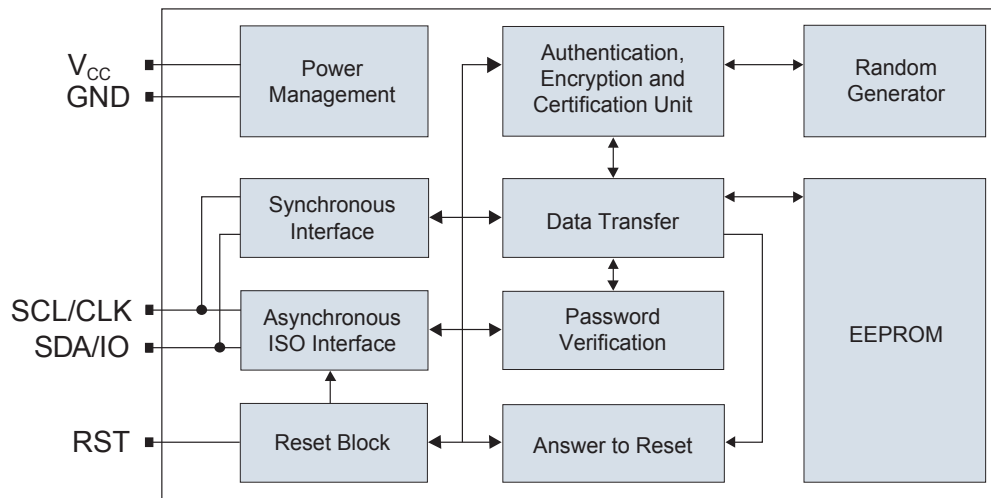 V_CC
GND
Power
Management
Authentication,
Encryption and
Certification Unit
Random
Generator
Synchronous
Interface
Data Transfer
SCL/CLK
SDA/IO
Asynchronous
ISO Interface
Password
Verification
EEPROM
RST
Reset Block
Answer to Reset